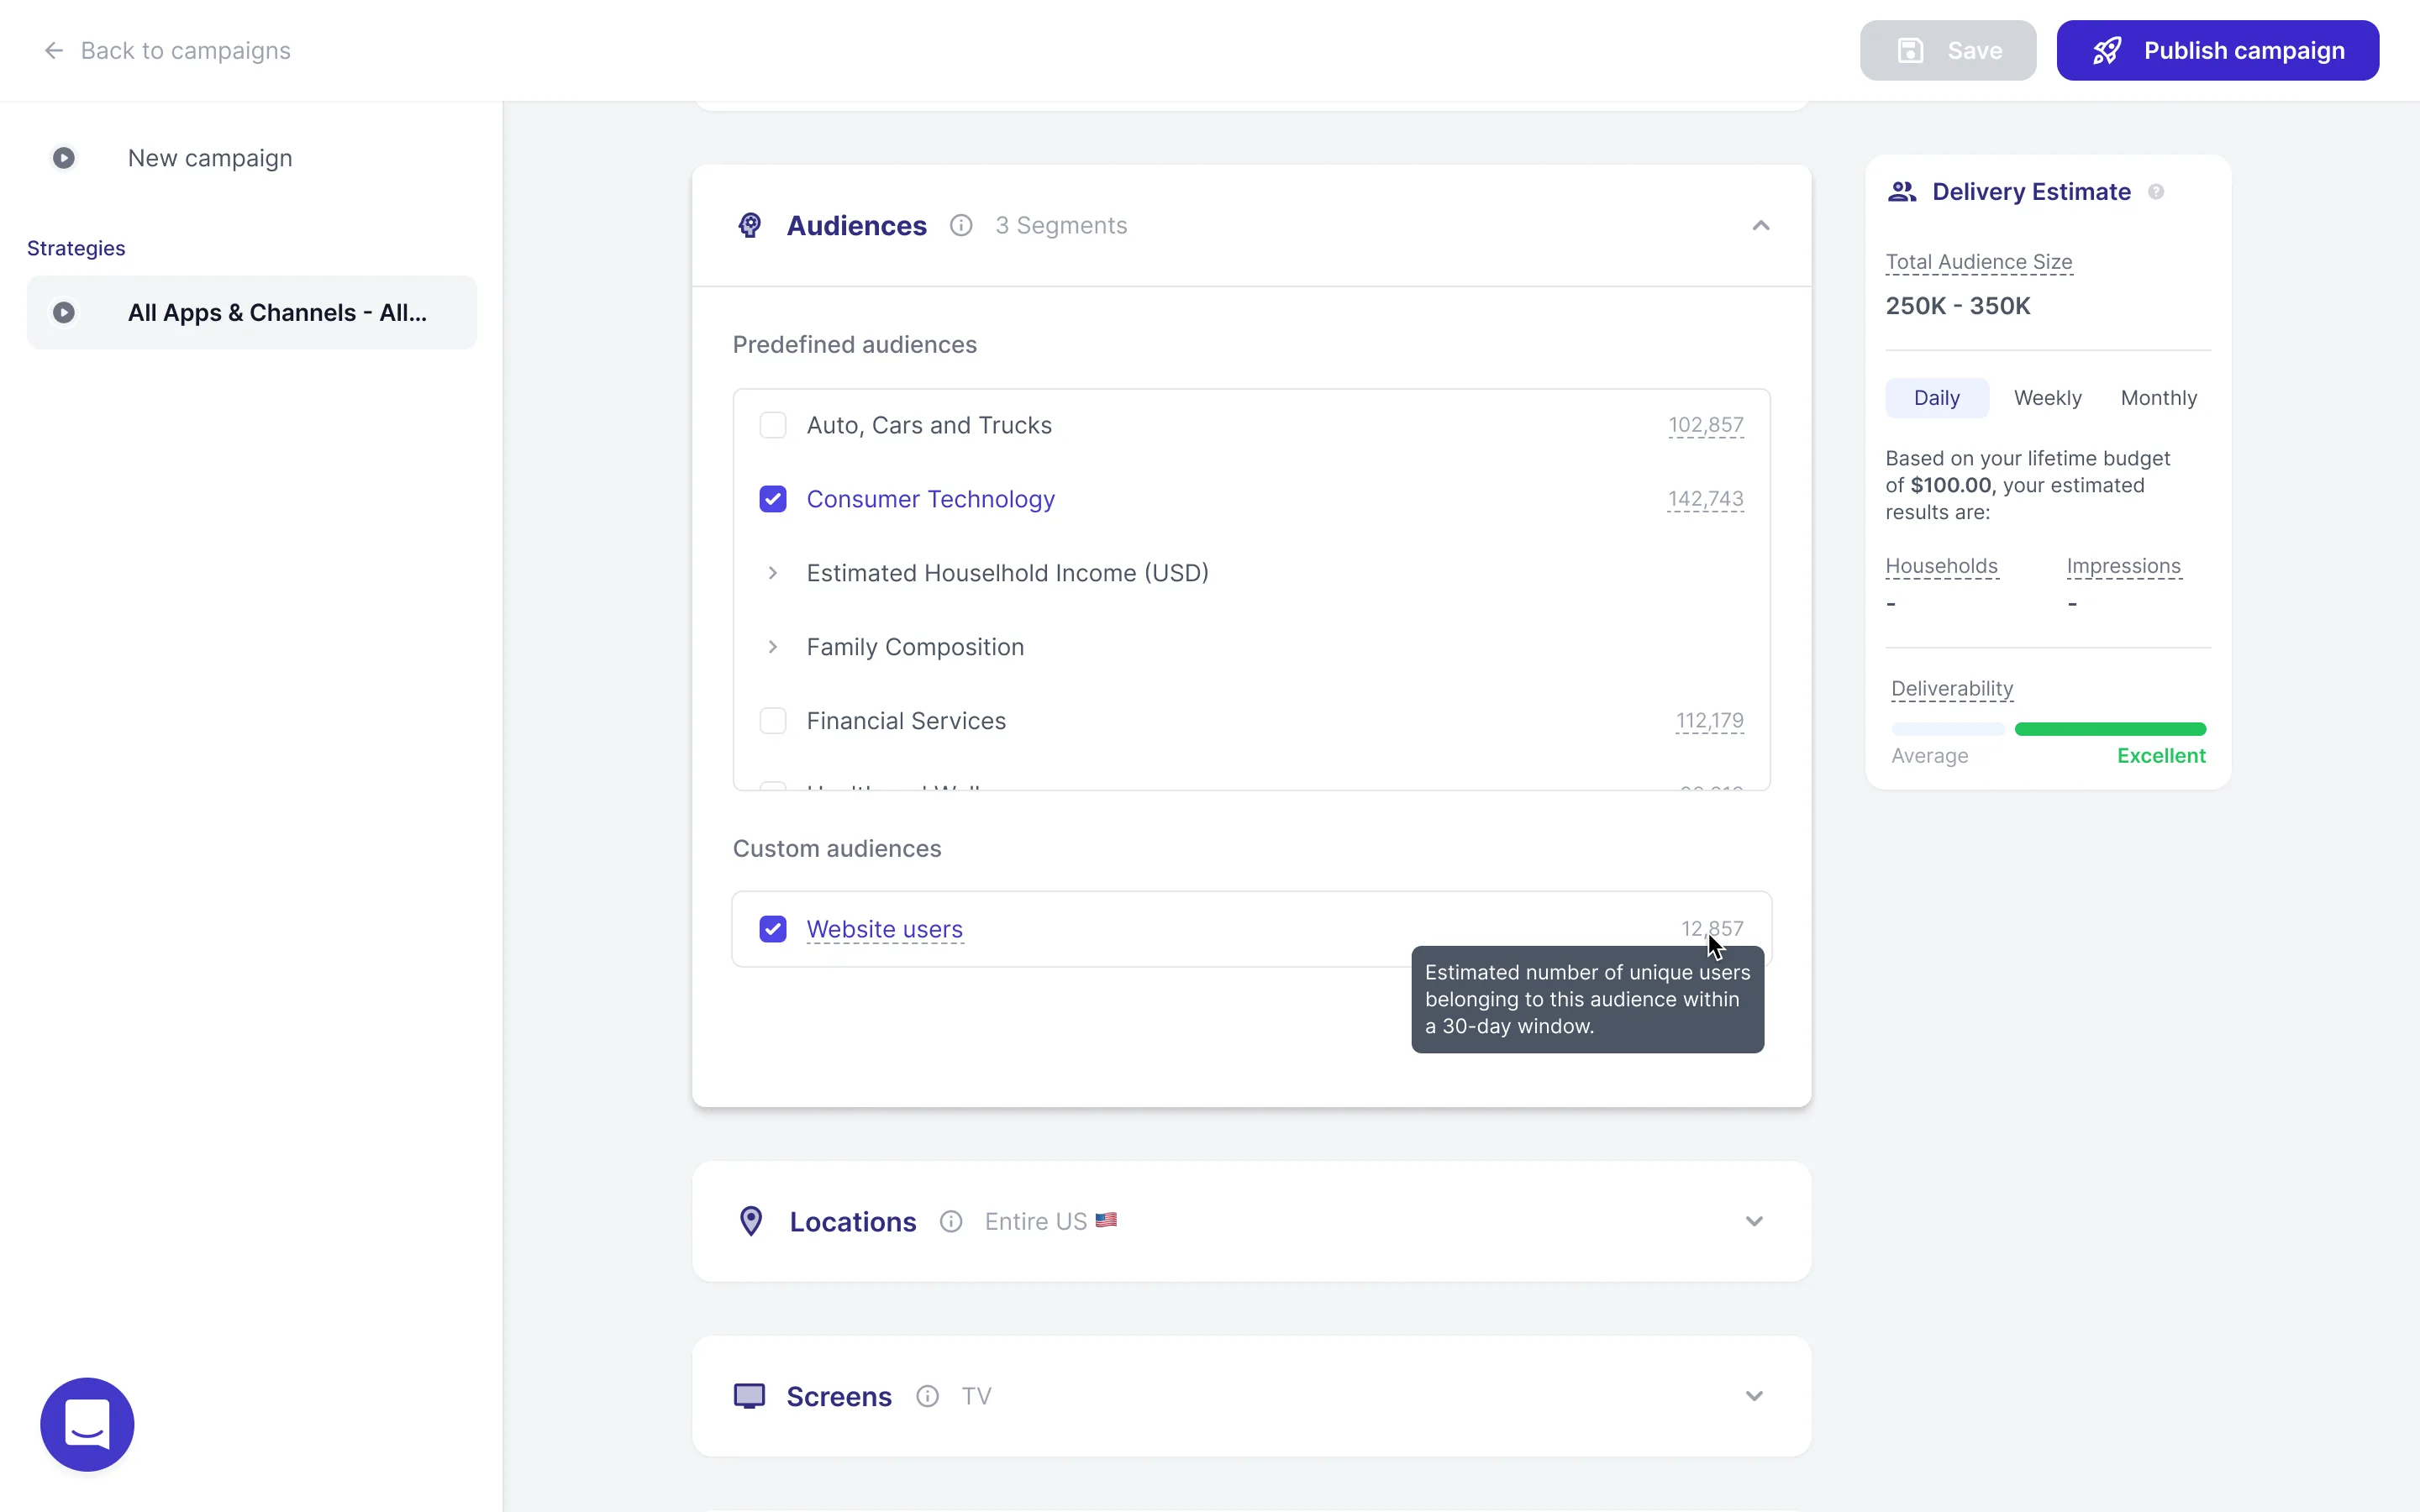 Back to campaigns
Save
Publish campaign
New campaign
Strategies
All Apps & Channels - All...
Audiences
3 Segments
Predefined audiences
Auto, Cars and Trucks
102,857
Consumer Technology
142,743
Estimated Houselhold Income (USD)
Family Composition
Financial Services
112,179
Custom audiences
Website users
12,857
Estimated number of unique users
belonging to this audience within
a 30-day window.
Locations
Entire US
Screens
TV
Delivery Estimate
Total Audience Size
250K - 350K
Daily
Weekly
Monthly
Based on your lifetime budget
of $100.00, your estimated
results are:
Households
Impressions
-
-
Deliverability
Average
Excellent